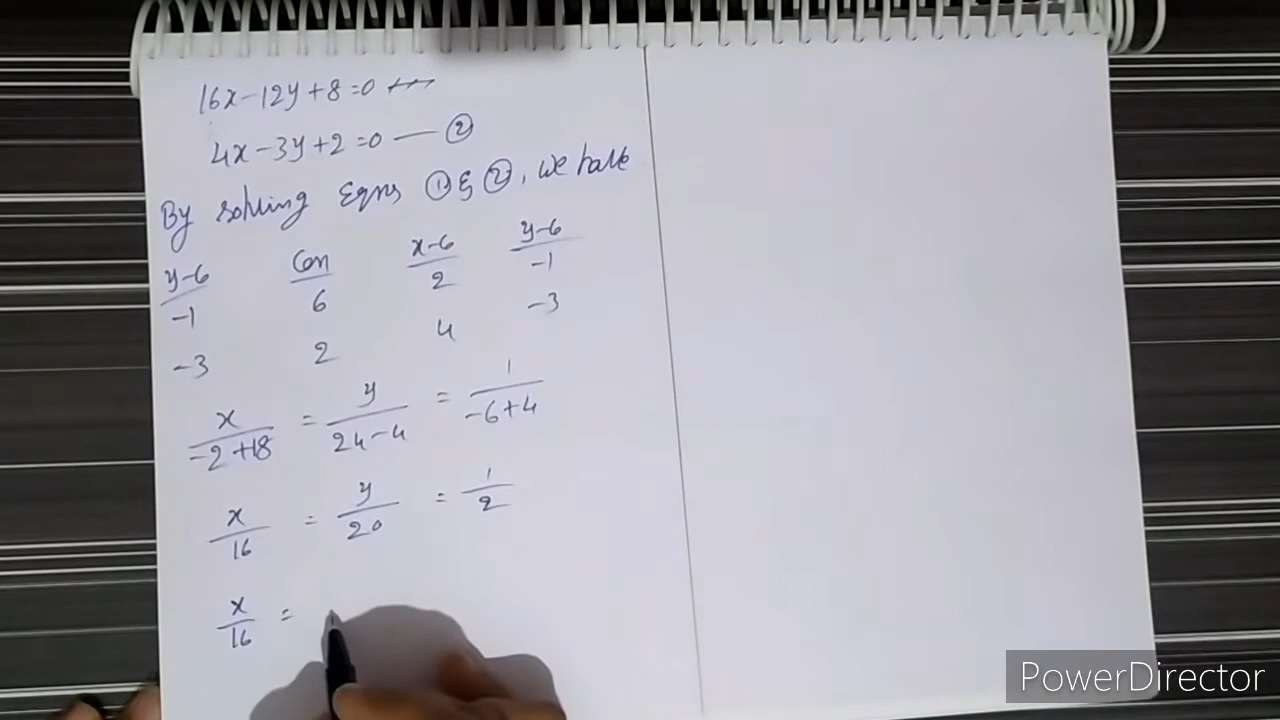 16x-12y+8=0
4x-3y+2=0 — ②
By solving Eqns ① & ②, we have
y-6 Con x-6 y-6
-1 6 2 -1
-3 2 4 -3
x/-2+18 = y/24-4 = 1/-6+4
x/16 = y/20 = 1/2
x/16 =
PowerDirector